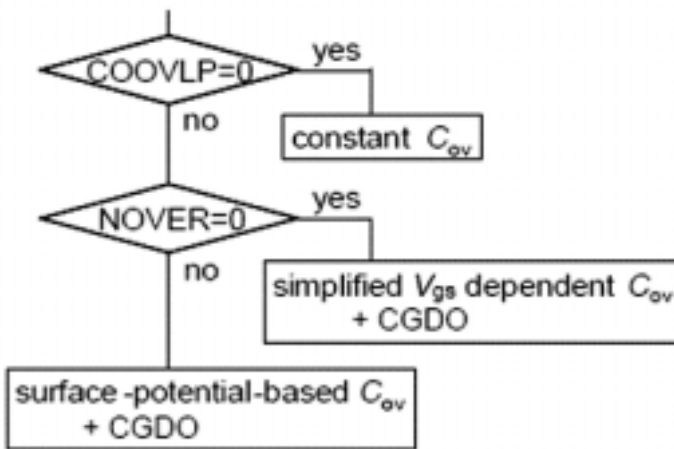 COOVLP=0
yes
no
constant Cov
NOVER=0
yes
no
simplified Vgs dependent Cov
+ CGDO
surface-potential-based Cov
+ CGDO